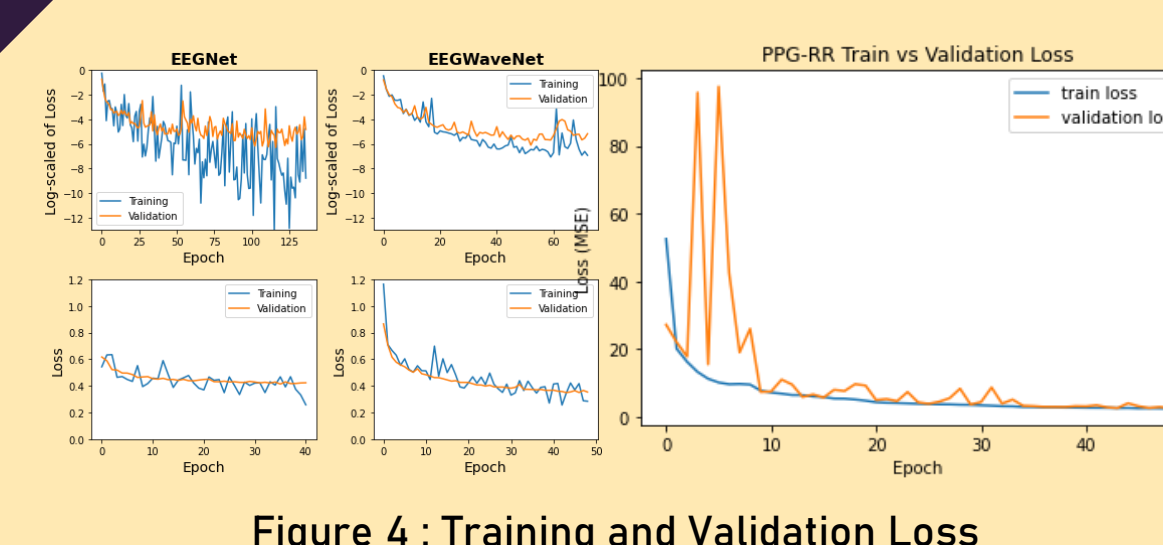 EEGNet
Log-scaled of Loss
0
−2
−4
−6
−8
−10
−12
Training
Validation
0 25 50 75 100 125
Epoch
EEGWaveNet
Log-scaled of Loss
0
−2
−4
−6
−8
−10
−12
Training
Validation
0 20 40 60
Epoch
Loss
1.2
1.0
0.8
0.6
0.4
0.2
0.0
Training
Validation
0 10 20 30 40
Epoch
Loss
1.2
1.0
0.8
0.6
0.4
0.2
0.0
Training
Validation
0 10 20 30 40 50
Epoch
PPG-RR Train vs Validation Loss
Loss (MSE)
100
80
60
40
20
0
train loss
validation lo
0 10 20 30 40
Epoch
Figure 4 : Training and Validation Loss